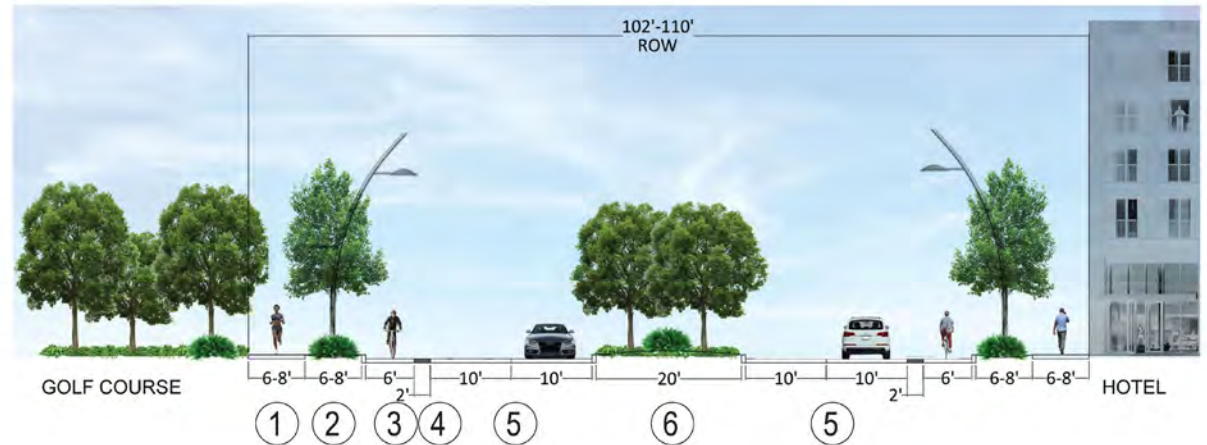 102'-110'
ROW
6-8' 6-8' 6' 2' 10' 10' 20' 10' 10' 2' 6' 6-8' 6-8'
GOLF COURSE
HOTEL
1 2 3 4 5 6 5